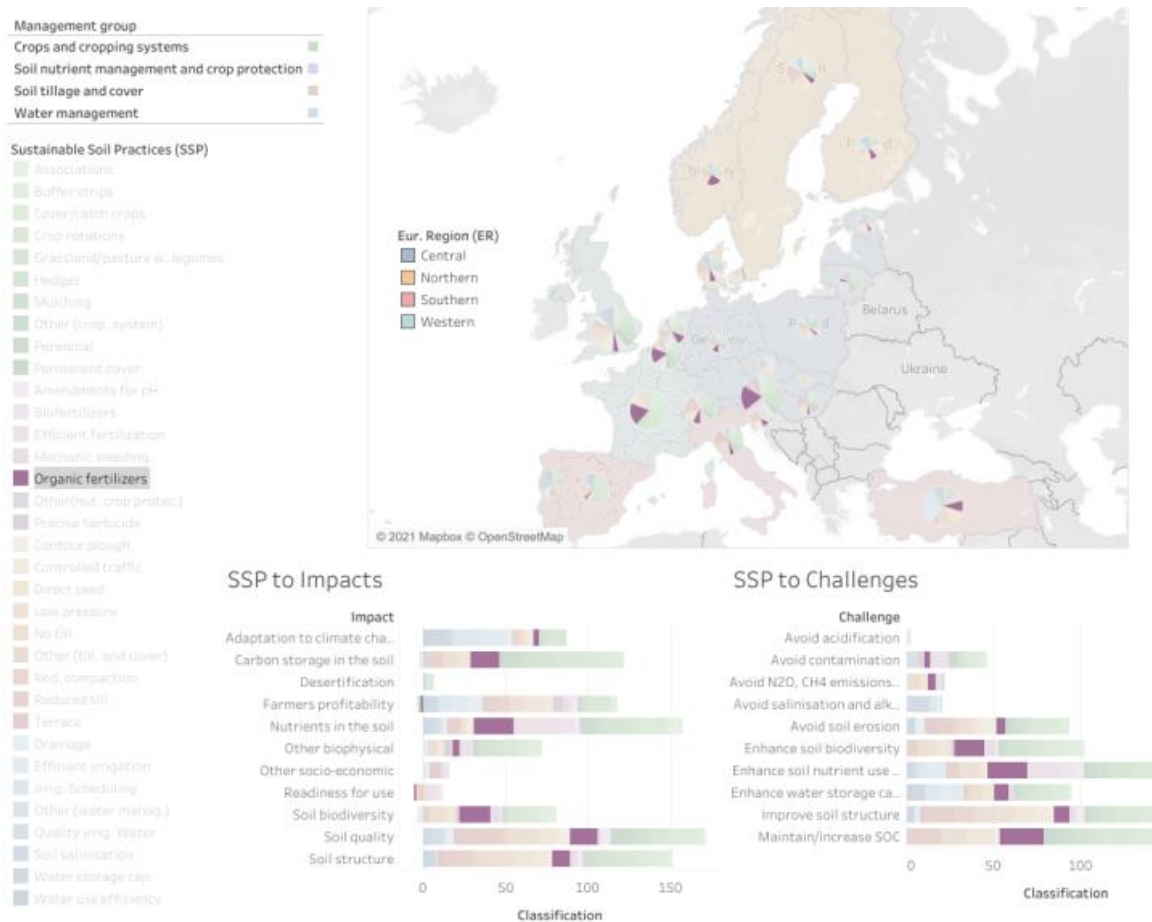 Management group
Crops and cropping systems
Soil nutrient management and crop protection
Soil tillage and cover
Water management
Sustainable Soil Practices (SSP)
Associations
Buffer strips
Cover/catch crops
Crop rotations
Grassland/pasture w. legumes
Hedges
Mulching
Other (crop. system)
Perennial
Permanent cover
Amendments for pH
Biofertilizers
Efficient fertilization
Mechanic weeding
Organic fertilizers
Other(nut. crop protec.)
Precise herbicide
Contour plough.
Controlled traffic
Direct seed
Low pressure
No till
Other (till. and cover)
Red. compaction
Reduced till
Terrace
Drainage
Efficient irrigation
Irrig. Scheduling
Other (water manag.)
Quality irrig. Water
Soil salinisation
Water storage cap.
Water use efficiency
Eur. Region (ER)
Central
Northern
Southern
Western
Belarus
Ukraine
© 2021 Mapbox © OpenStreetMap
SSP to Impacts
Impact
Adaptation to climate cha..
Carbon storage in the soil
Desertification
Farmers profitability
Nutrients in the soil
Other biophysical
Other socio-economic
Readiness for use
Soil biodiversity
Soil quality
Soil structure
0 50 100 150
Classification
SSP to Challenges
Challenge
Avoid acidification
Avoid contamination
Avoid N2O, CH4 emissions..
Avoid salinisation and alk..
Avoid soil erosion
Enhance soil biodiversity
Enhance soil nutrient use ..
Enhance water storage ca..
Improve soil structure
Maintain/increase SOC
0 50 100
Classification